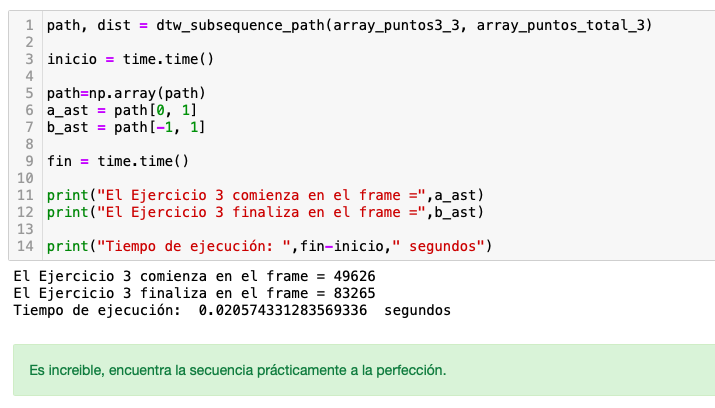 1 path, dist = dtw_subsequence_path(array_puntos3_3, array_puntos_total_3)
2
3 inicio = time.time()
4
5 path=np.array(path)
6 a_ast = path[0, 1]
7 b_ast = path[-1, 1]
8
9 fin = time.time()
10
11 print("El Ejercicio 3 comienza en el frame =",a_ast)
12 print("El Ejercicio 3 finaliza en el frame =",b_ast)
13
14 print("Tiempo de ejecución: ",fin-inicio," segundos")
El Ejercicio 3 comienza en el frame = 49626
El Ejercicio 3 finaliza en el frame = 83265
Tiempo de ejecución:  0.020574331283569336  segundos
Es increible, encuentra la secuencia prácticamente a la perfección.